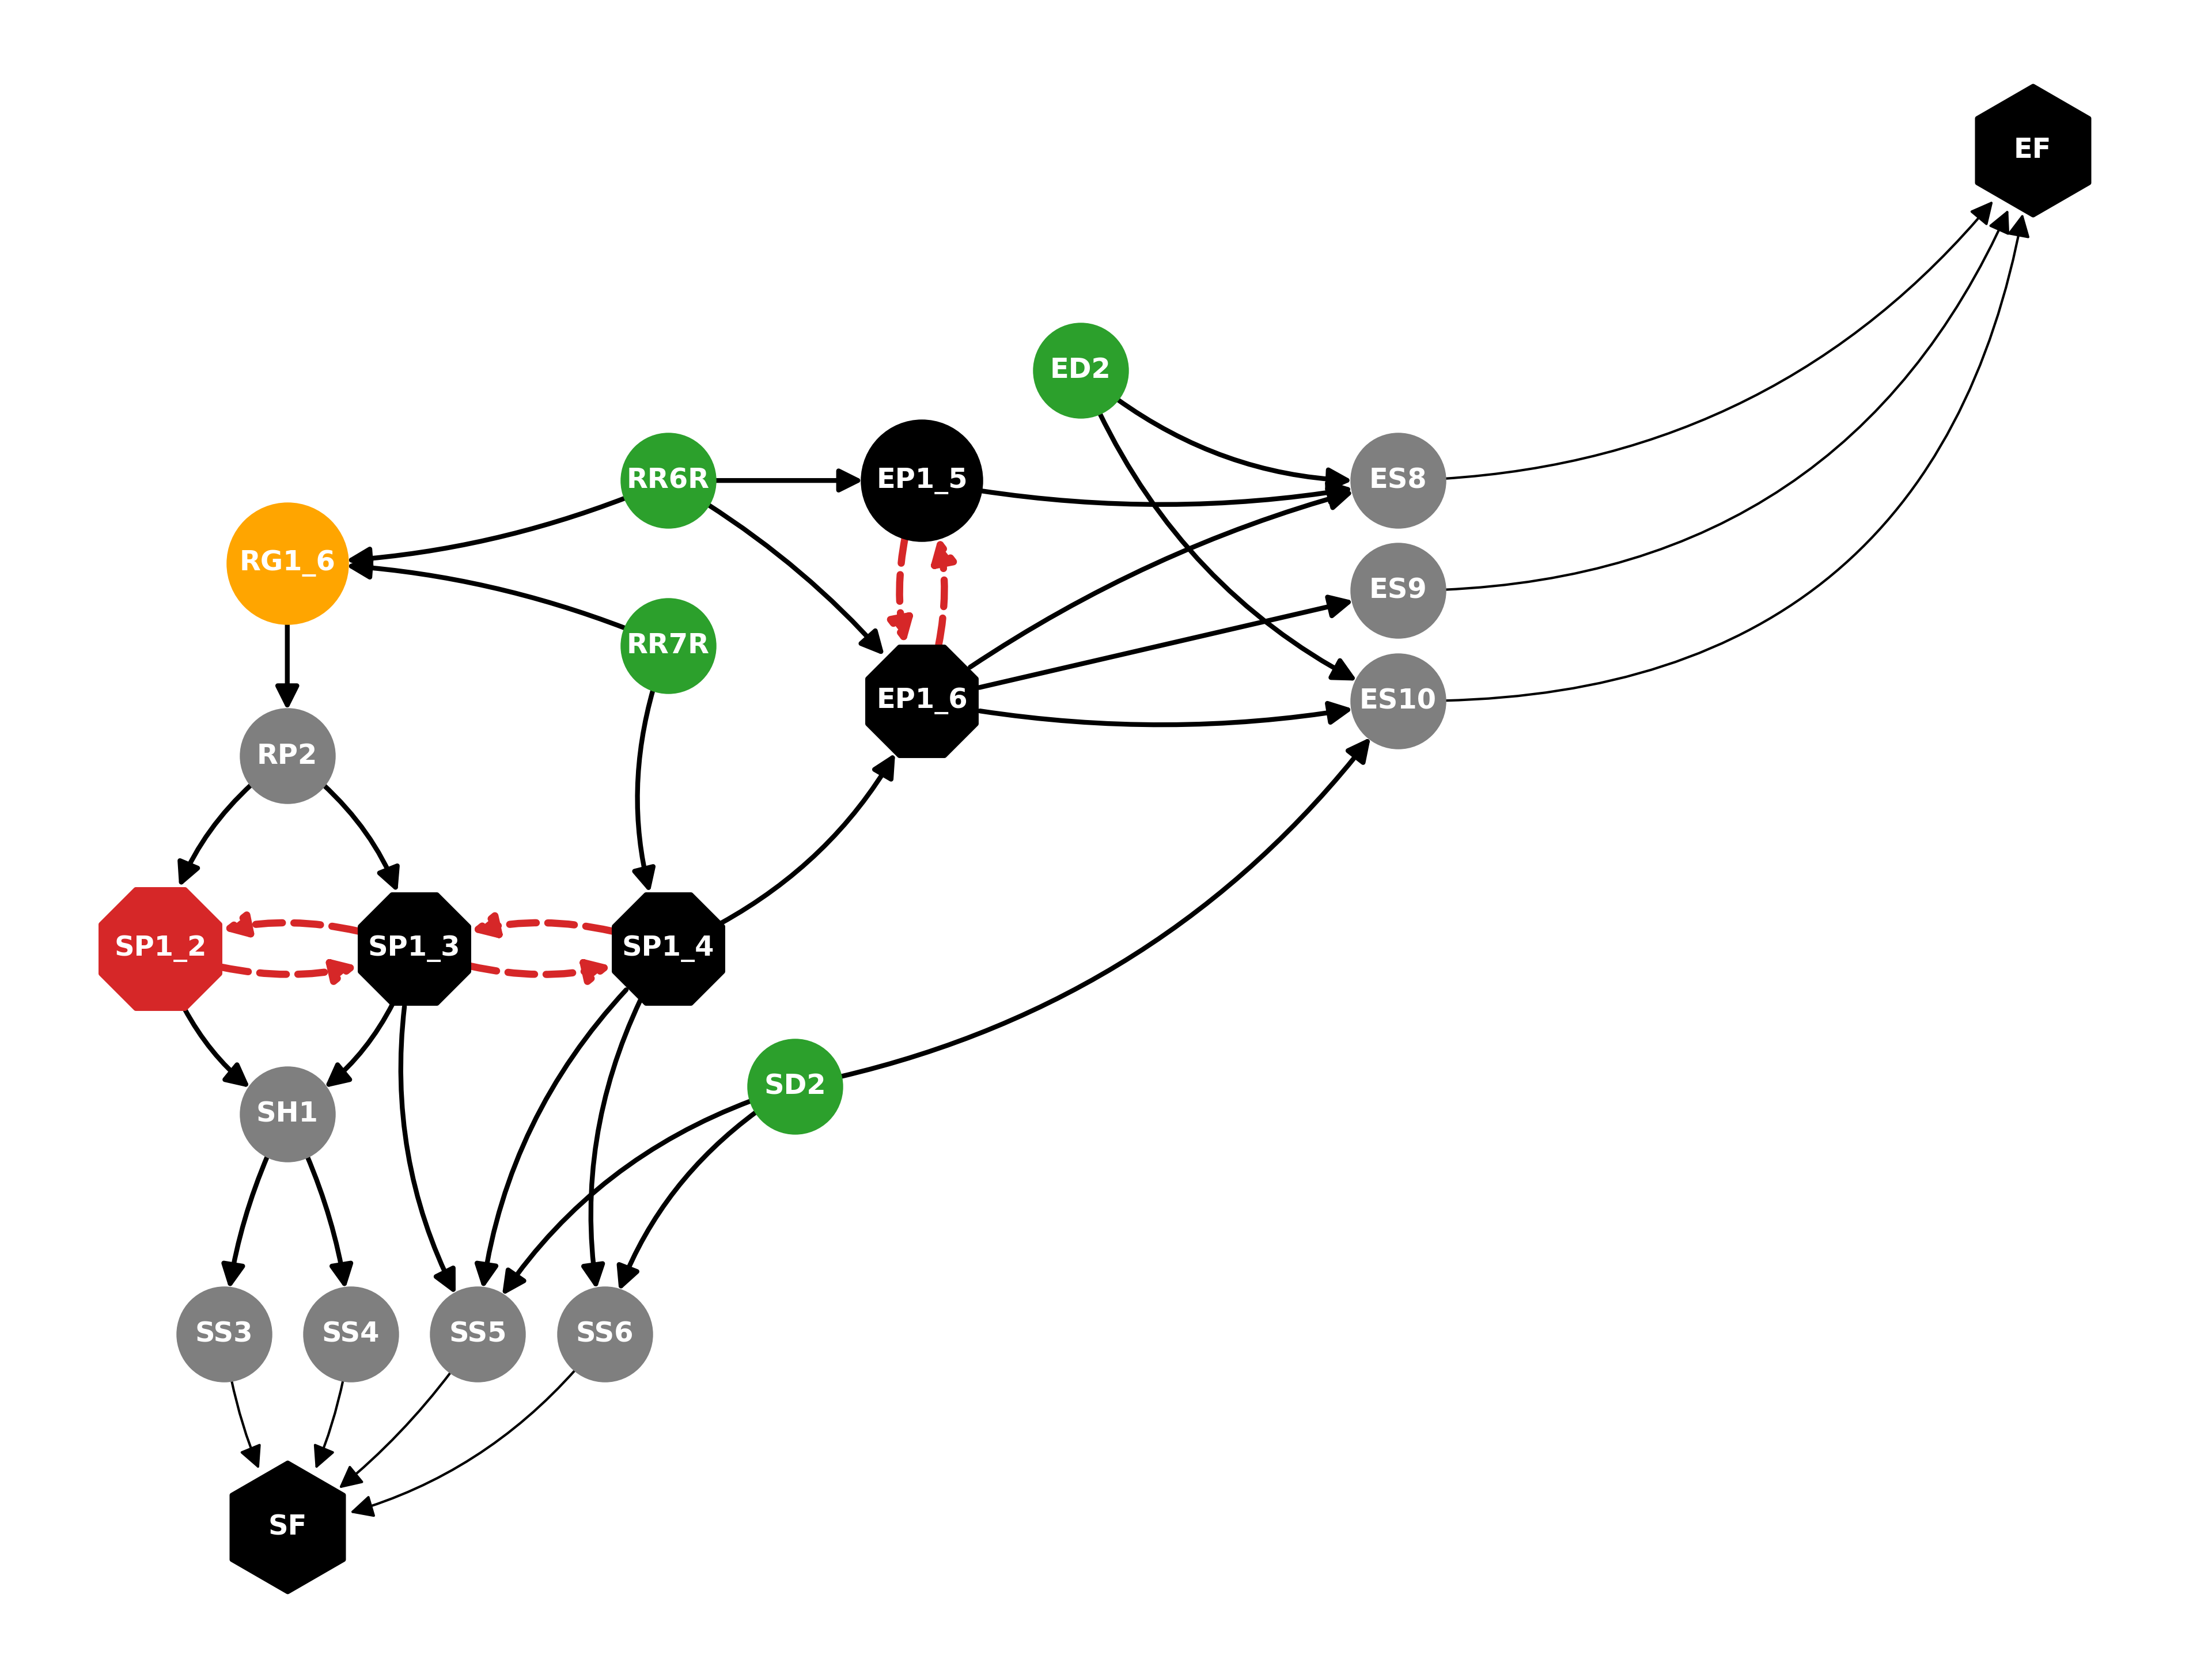 EF
ED2
RR6R
EP1_5
ES8
RG1_6
ES9
RR7R
EP1_6
ES10
RP2
SP1_2
SP1_3
SP1_4
SD2
SH1
SS3
SS4
SS5
SS6
SF